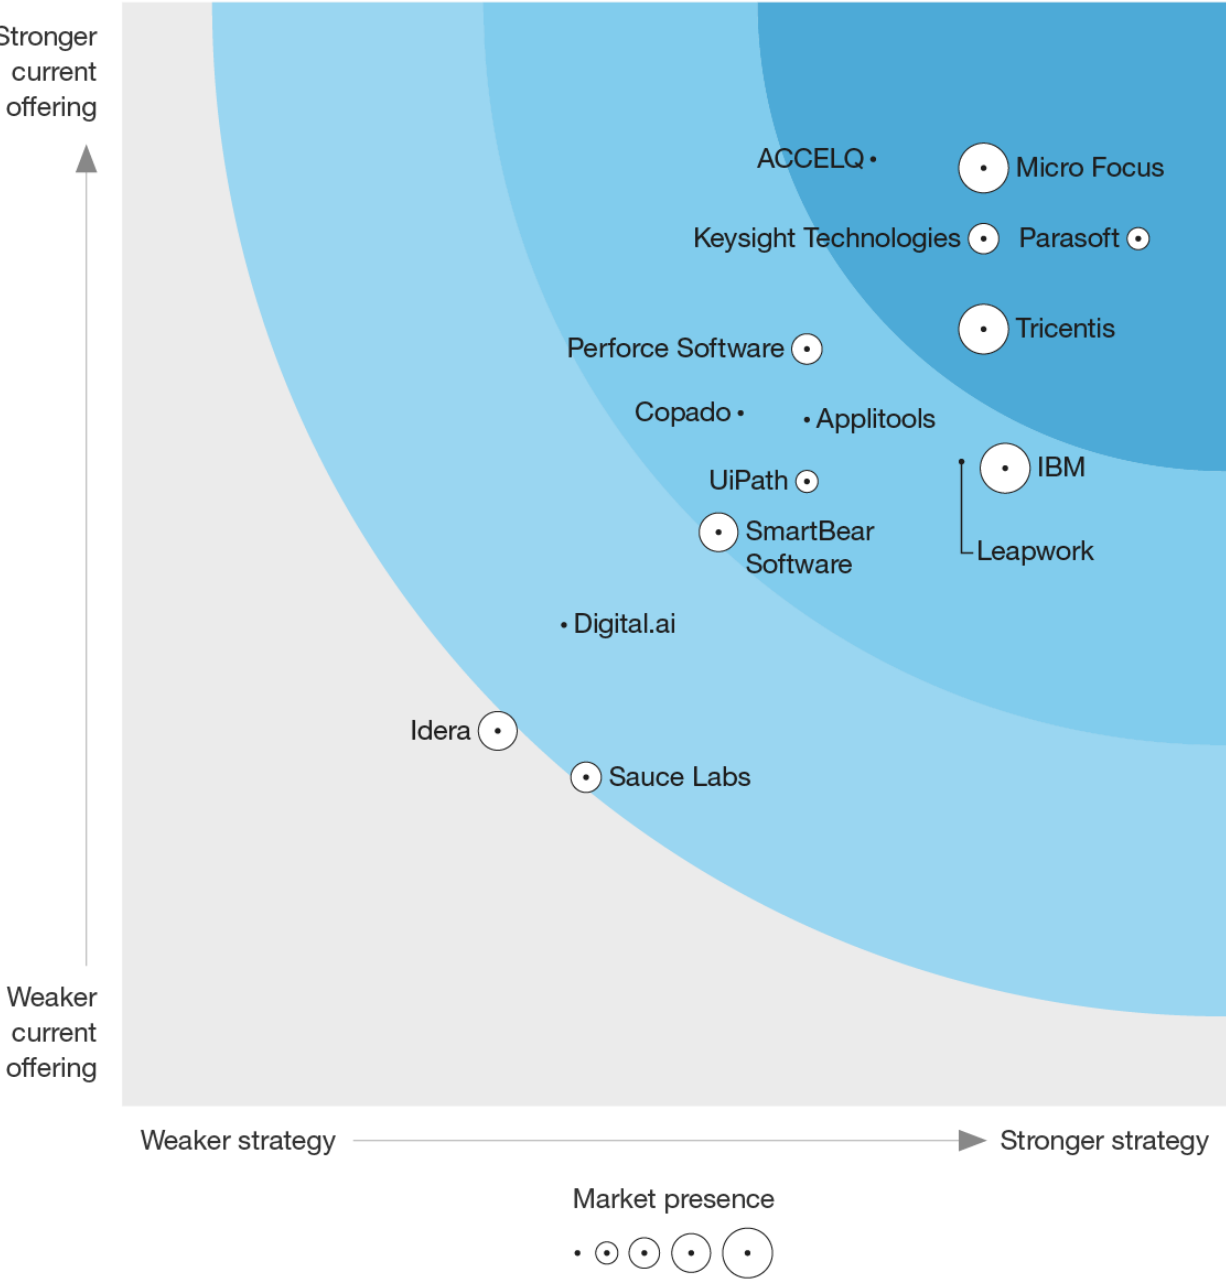 Stronger
current
offering
ACCELQ
Micro Focus
Keysight Technologies
Parasoft
Tricentis
Perforce Software
Copado
Applitools
IBM
UiPath
SmartBear
Software
Leapwork
Digital.ai
Idera
Sauce Labs
Weaker
current
offering
Weaker strategy
Stronger strategy
Market presence